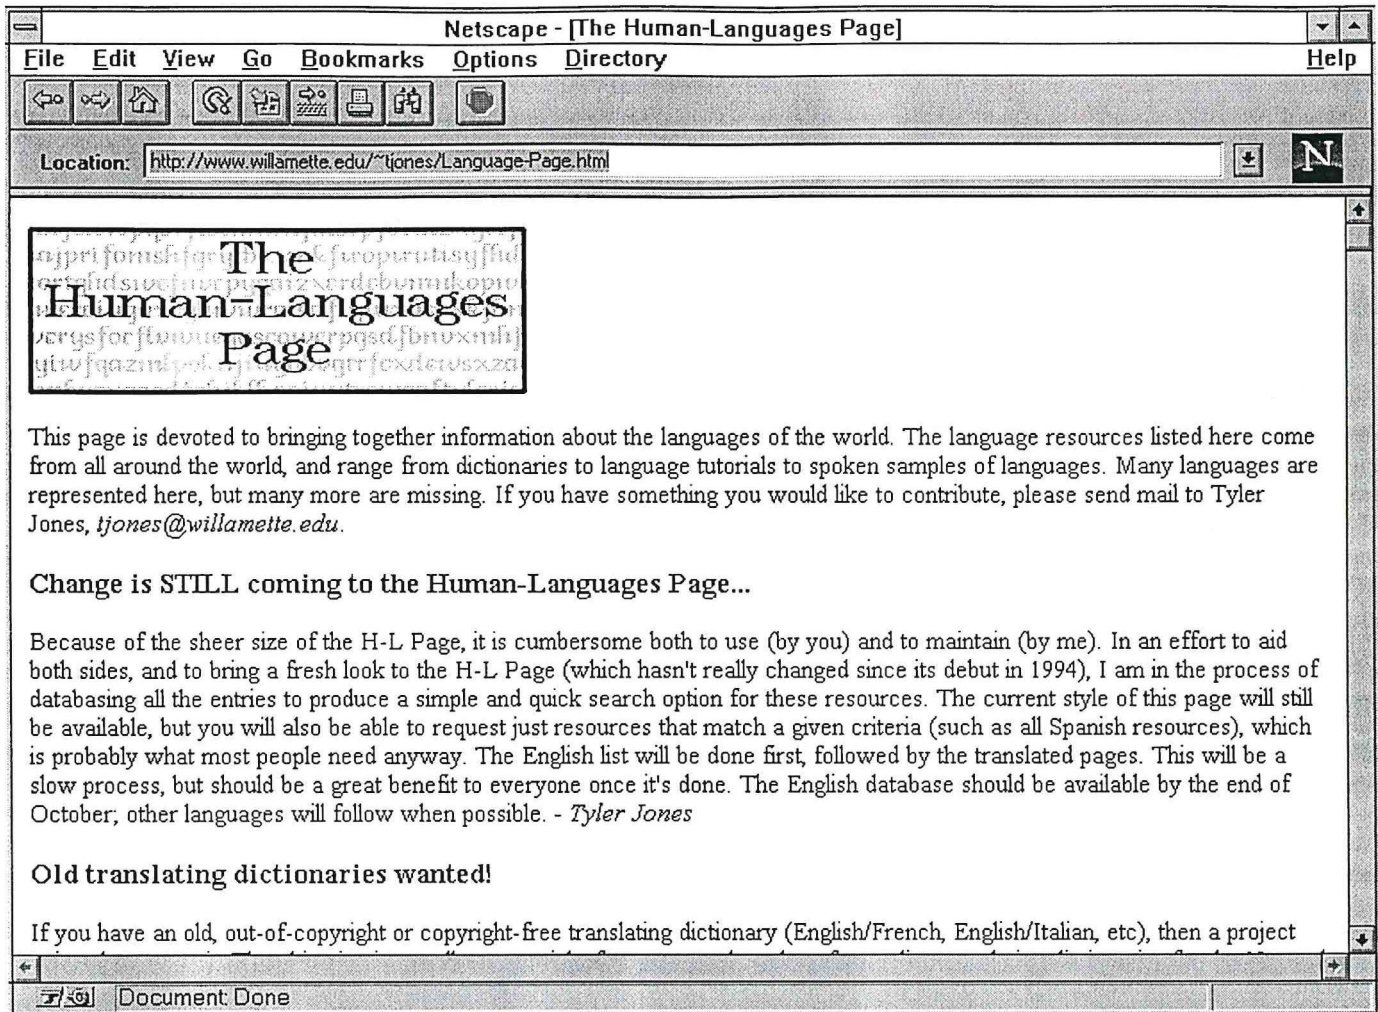 Netscape - [The Human-Languages Page]
File Edit View Go Bookmarks Options Directory Help
Location: http://www.willamette.edu/~tjones/Language-Page.html
N
The
Human-Languages
Page
This page is devoted to bringing together information about the languages of the world. The language resources listed here come
from all around the world, and range from dictionaries to language tutorials to spoken samples of languages. Many languages are
represented here, but many more are missing. If you have something you would like to contribute, please send mail to Tyler
Jones, tjones@willamette.edu.
Change is STILL coming to the Human-Languages Page...
Because of the sheer size of the H-L Page, it is cumbersome both to use (by you) and to maintain (by me). In an effort to aid
both sides, and to bring a fresh look to the H-L Page (which hasn't really changed since its debut in 1994), I am in the process of
databasing all the entries to produce a simple and quick search option for these resources. The current style of this page will still
be available, but you will also be able to request just resources that match a given criteria (such as all Spanish resources), which
is probably what most people need anyway. The English list will be done first, followed by the translated pages. This will be a
slow process, but should be a great benefit to everyone once it's done. The English database should be available by the end of
October; other languages will follow when possible. - Tyler Jones
Old translating dictionaries wanted!
If you have an old, out-of-copyright or copyright-free translating dictionary (English/French, English/Italian, etc), then a project
Document: Done